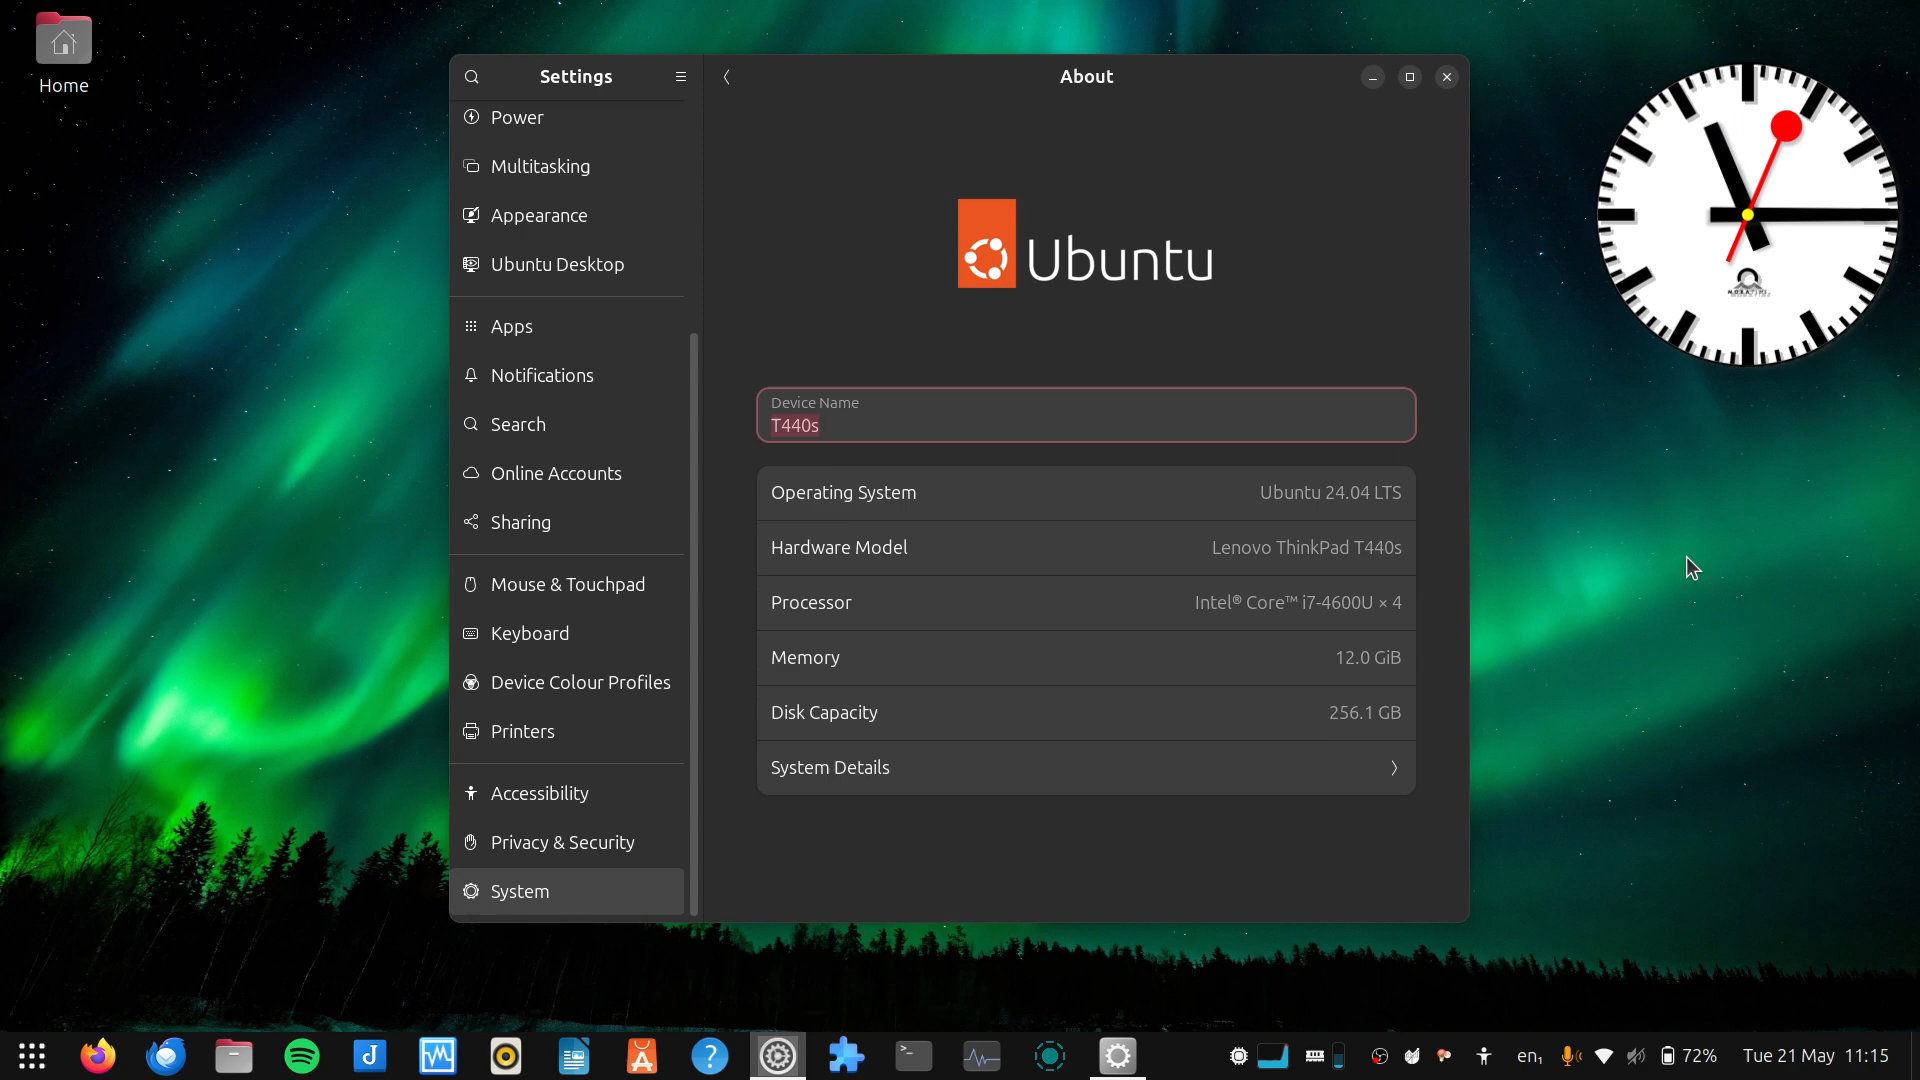 Home
Settings
Power
Multitasking
Appearance
Ubuntu Desktop
Apps
Notifications
Search
Online Accounts
Sharing
Mouse & Touchpad
Keyboard
Device Colour Profiles
Printers
Accessibility
Privacy & Security
System
About
Ubuntu
Device Name
T440s
Operating System Ubuntu 24.04 LTS
Hardware Model Lenovo ThinkPad T440s
Processor Intel® Core™ i7-4600U × 4
Memory 12.0 GiB
Disk Capacity 256.1 GB
System Details
en₁ 72% Tue 21 May 11:15